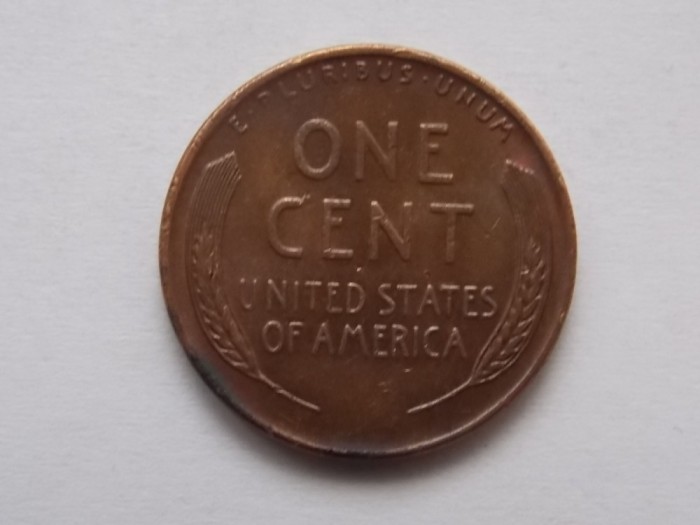 E·PLURIBUS·UNUM
ONE
CENT
UNITED STATES
OF AMERICA